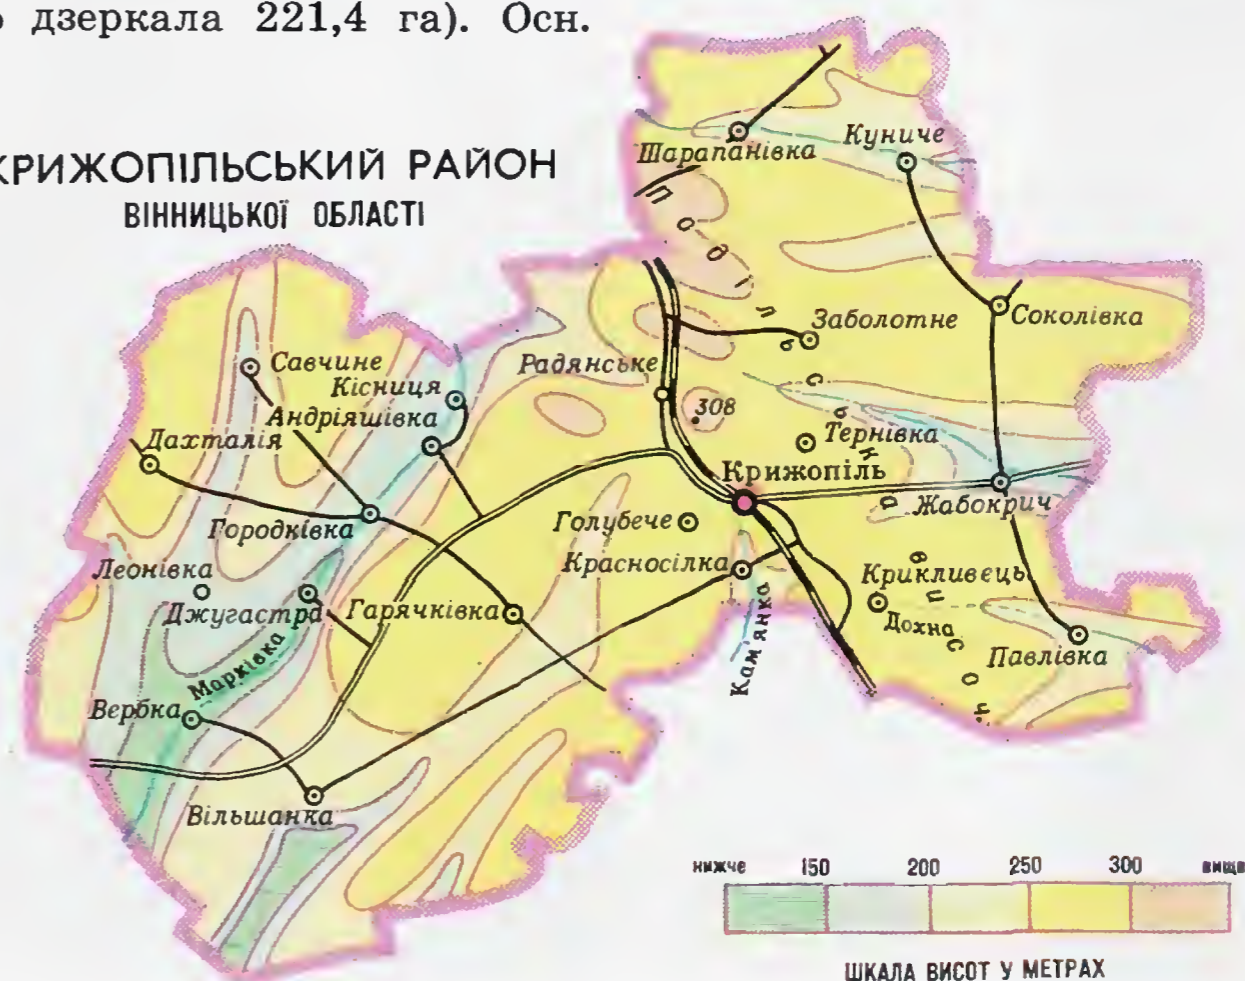 дзеркала 221,4 га). Осн.
КРИЖОПІЛЬСЬКИЙ РАЙОН
ВІННИЦЬКОЇ ОБЛАСТІ
Шарапанівка
Куниче
Подільська височ.
Заболотне
Соколівка
Радянське
Савчине
Кісниця
Андріяшівка
308
Тернівка
Дахталія
Крижопіль
Жабокрич
Городківка
Голубече
Красносілка
Леонівка
Джугастра
Гарячківка
Крикливець
Дохна
Павлівка
Марківка
Кам'янка
Вербка
Вільшанка
нижче 150 200 250 300 вище
ШКАЛА ВИСОТ У МЕТРАХ